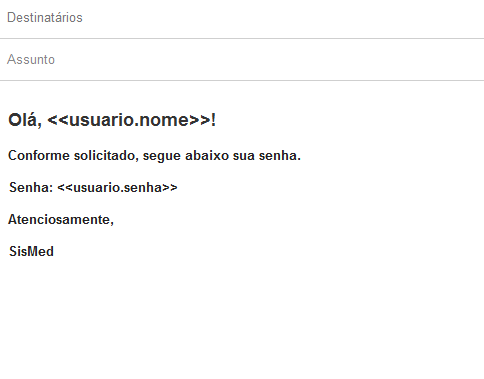 Destinatários
Assunto
Olá, <<usuario.nome>>!
Conforme solicitado, segue abaixo sua senha.
Senha: <<usuario.senha>>
Atenciosamente,
SisMed